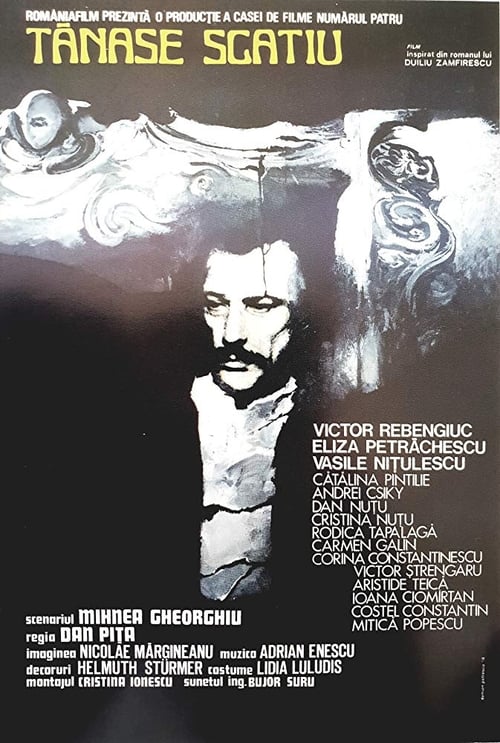 ROMÂNIAFILM PREZINTĂ O PRODUCȚIE A CASEI DE FILME NUMĂRUL PATRU
TĂNASE SCATIU
FILM
inspirat din romanul lui
DUILIU ZAMFIRESCU
VICTOR REBENGIUC
ELIZA PETRĂCHESCU
VASILE NIȚULESCU
CĂTĂLINA PINTILIE
ANDREI CSIKY
DAN NUȚU
CRISTINA NUȚU
RODICA TAPALAGĂ
CARMEN GALIN
CORINA CONSTANTINESCU
VICTOR ȘTRENGARU
ARISTIDE TEICĂ
IOANA CIOMÎRTAN
COSTEL CONSTANTIN
MITICĂ POPESCU
scenariul MIHNEA GHEORGHIU
regia DAN PIȚA
imaginea NICOLAE MĂRGINEANU muzica ADRIAN ENESCU
decoruri HELMUTH STÜRMER costume LIDIA LULUDIS
montajul CRISTINA IONESCU sunetul ing. BUJOR SURU